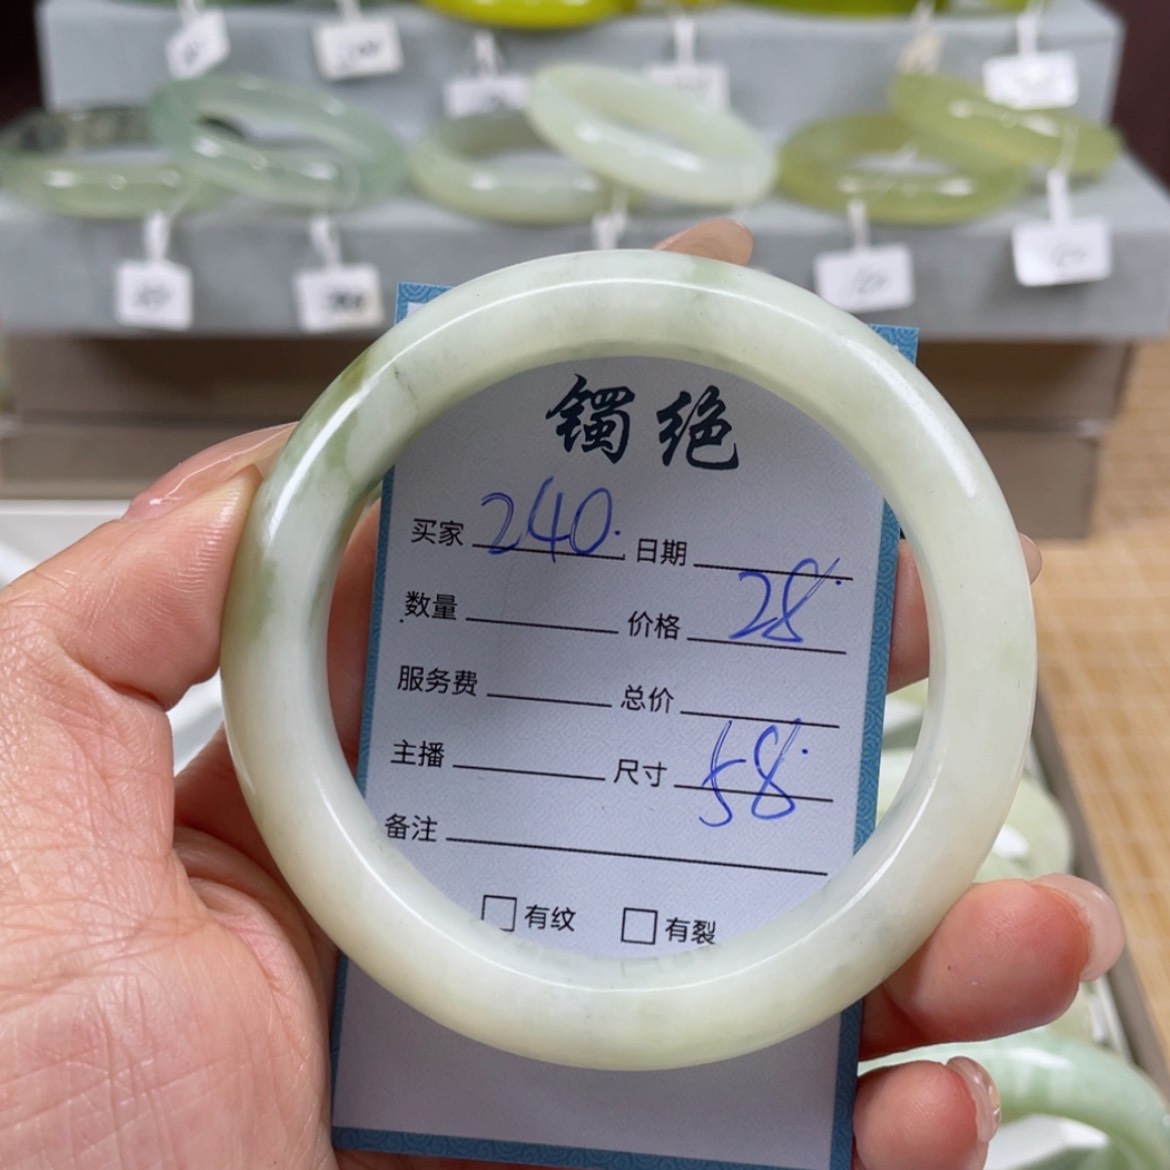 镯绝
买家 240. 日期
数量 价格 28.
服务费 总价
主播 尺寸 58.
备注
有纹 有裂